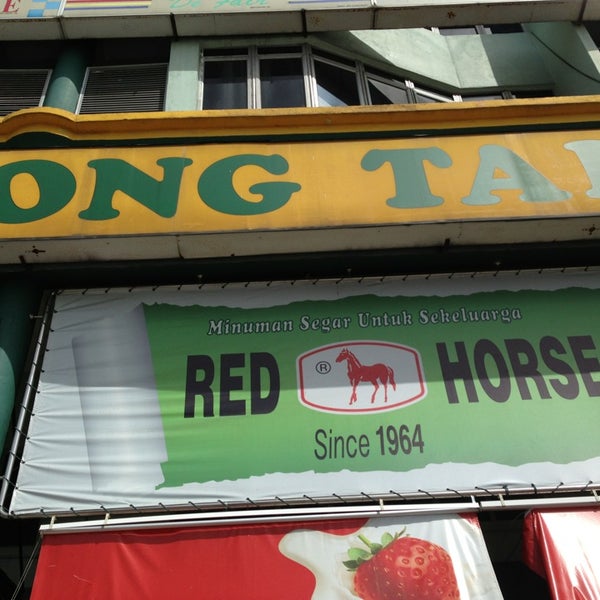 ONG TA
Minuman Segar Untuk Sekeluarga
RED ® HORSE
Since 1964